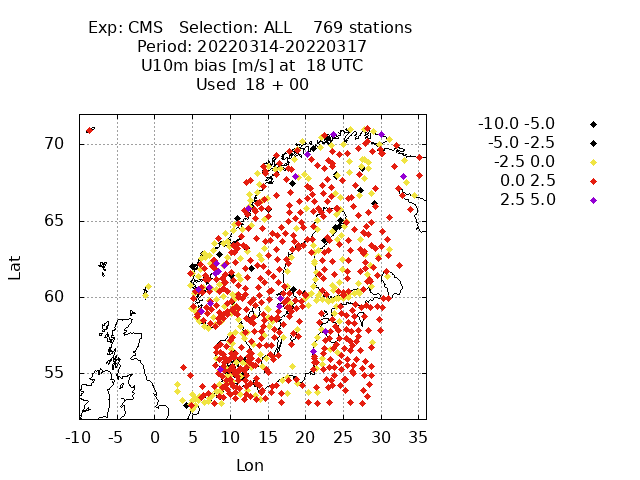 Exp: CMS   Selection: ALL    769 stations
Period: 20220314-20220317
U10m bias [m/s] at  18 UTC
Used  18 + 00
-10.0 -5.0
-5.0 -2.5
-2.5 0.0
0.0 2.5
2.5 5.0
70
65
60
55
Lat
-10 -5 0 5 10 15 20 25 30 35
Lon